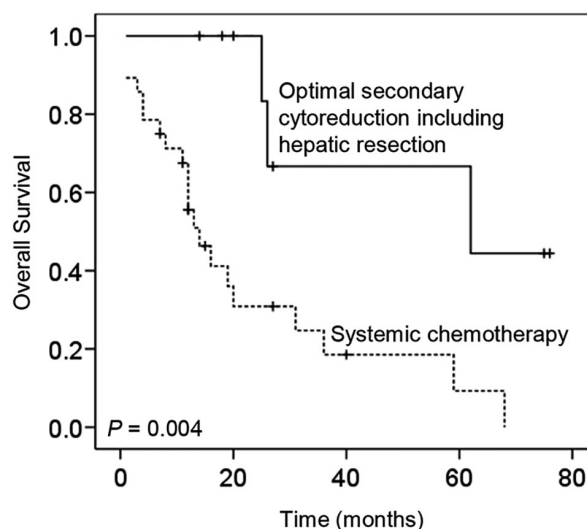 Overall Survival
1.0
0.8
0.6
0.4
0.2
0.0
Optimal secondary
cytoreduction including
hepatic resection
Systemic chemotherapy
P = 0.004
0
20
40
60
80
Time (months)